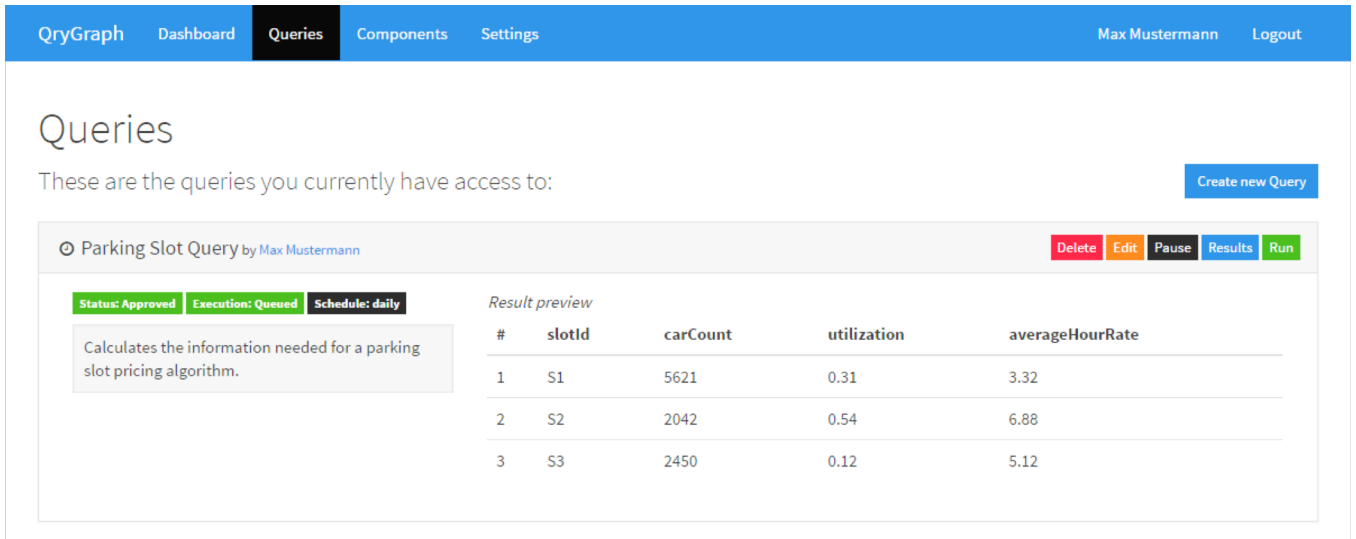 QryGraph Dashboard Queries Components Settings Max Mustermann Logout
Queries
These are the queries you currently have access to:
Create new Query
Parking Slot Query by Max Mustermann
Delete Edit Pause Results Run
Status: Approved Execution: Queued Schedule: daily
Calculates the information needed for a parking
slot pricing algorithm.
Result preview
# slotId carCount utilization averageHourRate
1 S1 5621 0.31 3.32
2 S2 2042 0.54 6.88
3 S3 2450 0.12 5.12